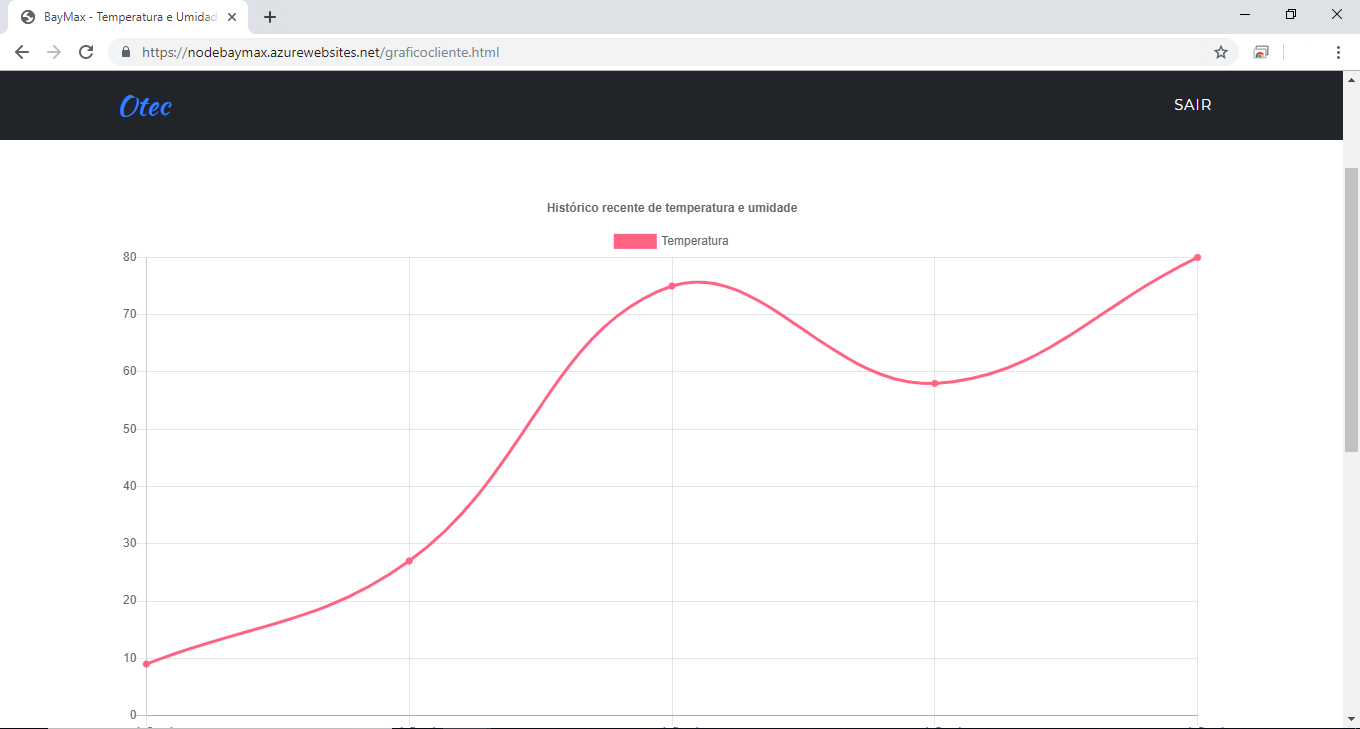 BayMax - Temperatura e Umidad
https://nodebaymax.azurewebsites.net/graficocliente.html
Otec
SAIR
Histórico recente de temperatura e umidade
Temperatura
80
70
60
50
40
30
20
10
0